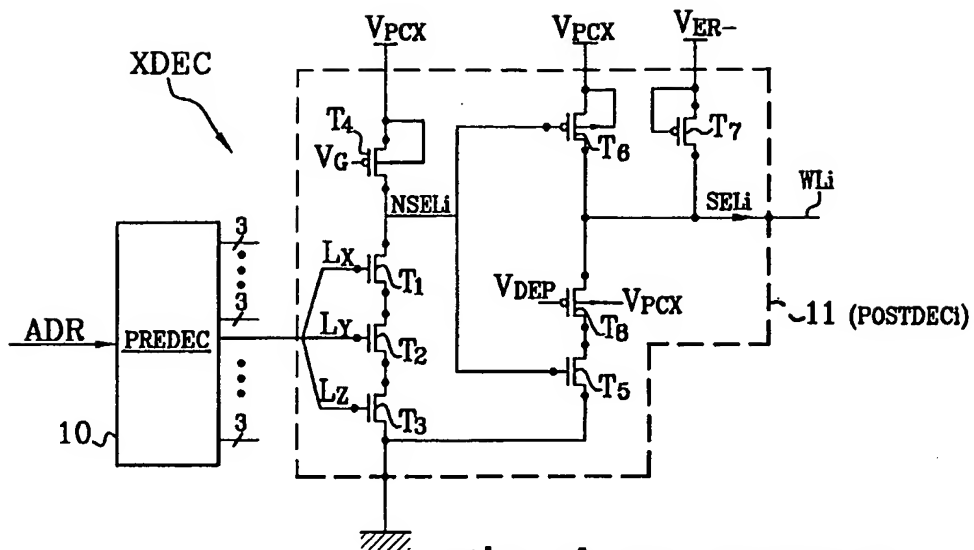 VPCX VPCX VER-
XDEC
T4
VG
T6
T7
NSELi
SELi
WLi
3
LX
T1
VDEP
VPCX
11 (POSTDECi)
3
ADR
PREDEC
LY
T2
T8
LZ
T3
T5
10
3